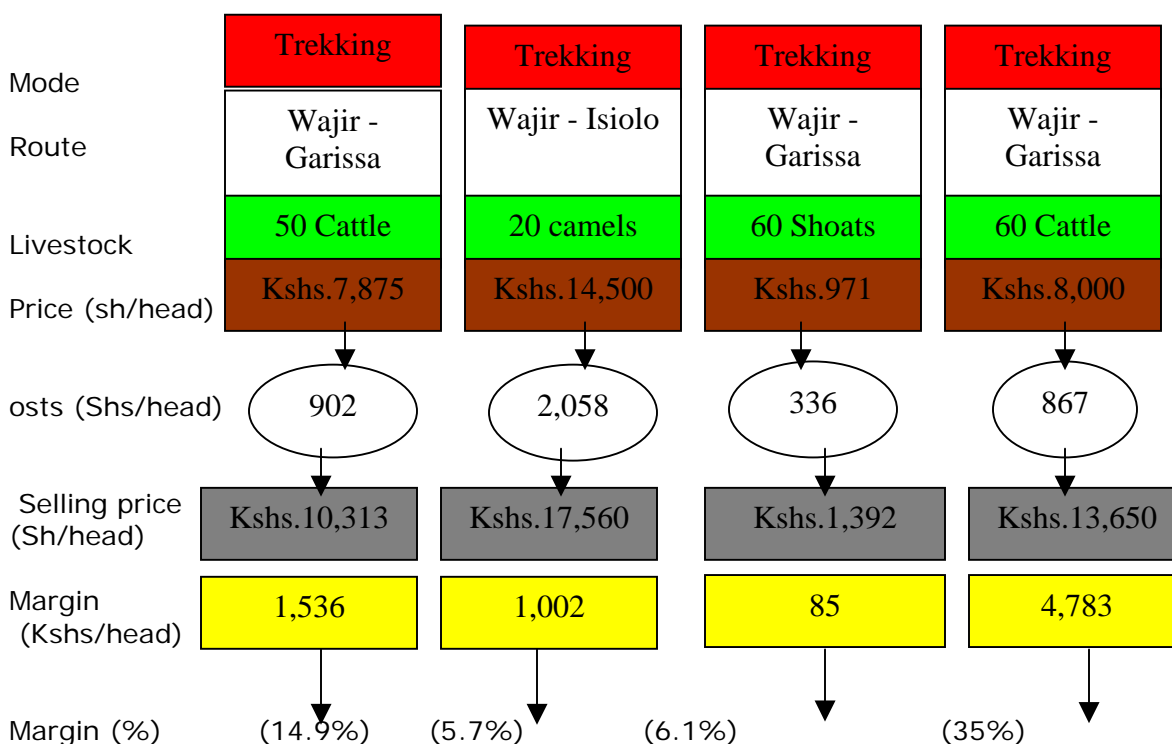 Mode Trekking Trekking Trekking Trekking
Route Wajir - Wajir - Isiolo Wajir - Wajir -
Garissa Garissa Garissa
Livestock 50 Cattle 20 camels 60 Shoats 60 Cattle
Price (sh/head) Kshs.7,875 Kshs.14,500 Kshs.971 Kshs.8,000
osts (Shs/head) 902 2,058 336 867
Selling price
(Sh/head) Kshs.10,313 Kshs.17,560 Kshs.1,392 Kshs.13,650
Margin
(Kshs/head) 1,536 1,002 85 4,783
Margin (%) (14.9%) (5.7%) (6.1%) (35%)